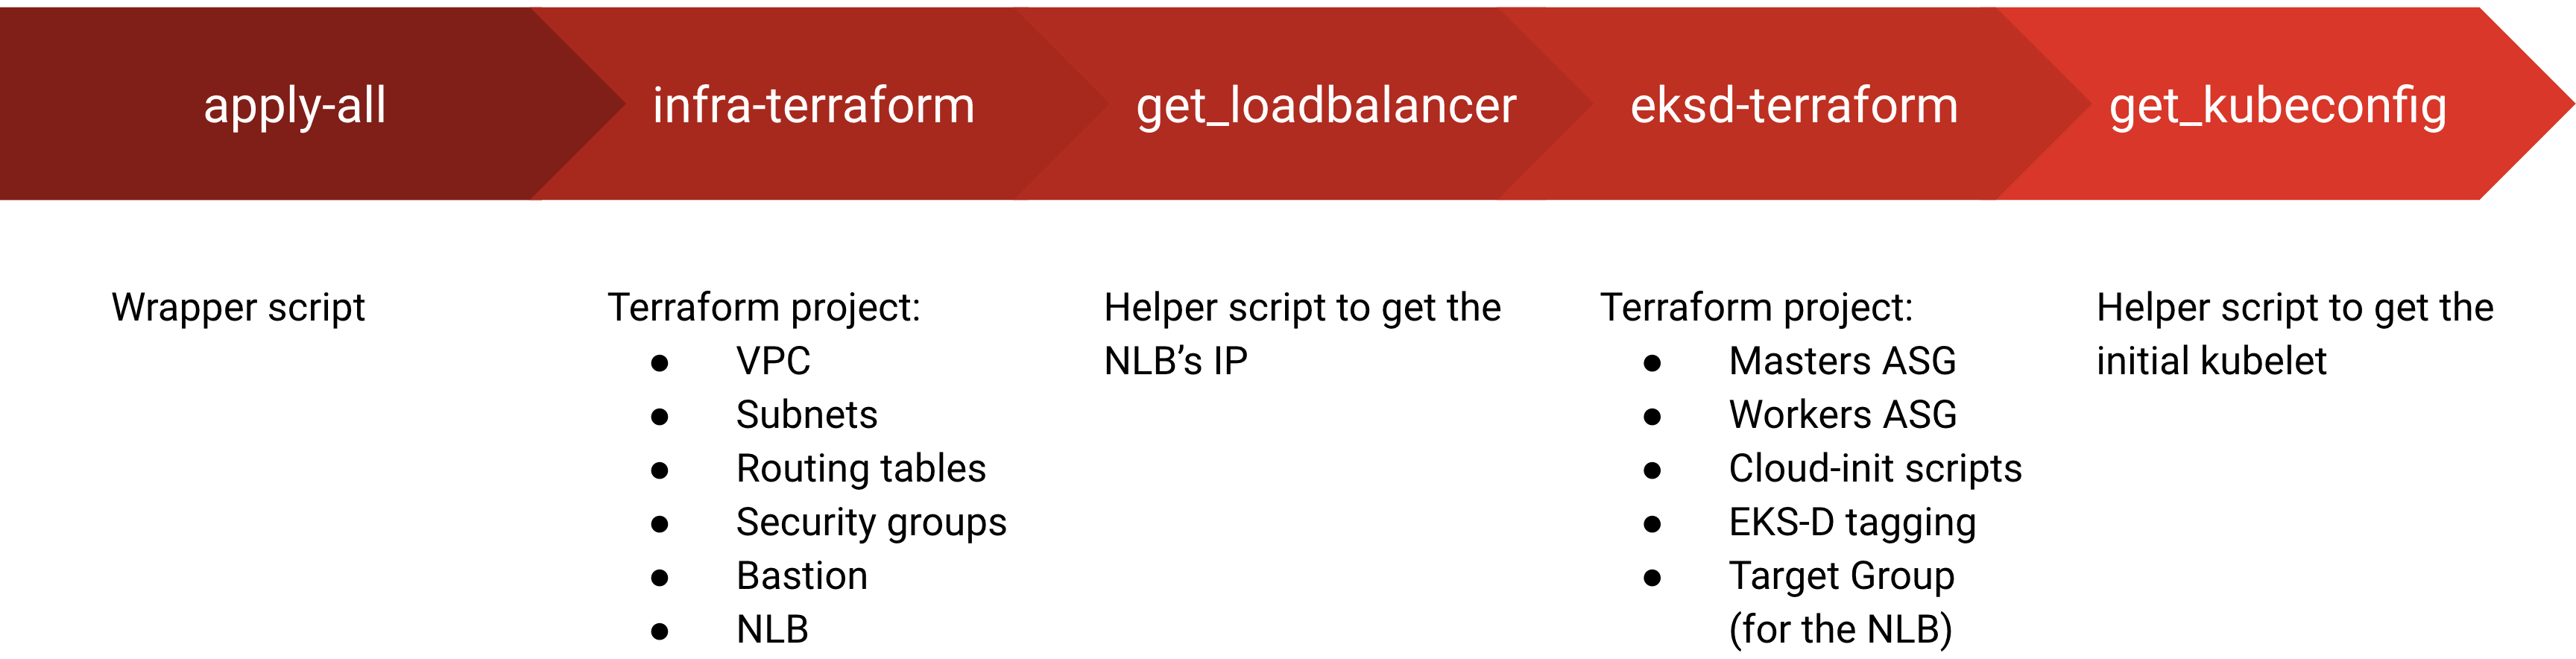 apply-all
infra-terraform
get_loadbalancer
eksd-terraform
get_kubeconfig
Wrapper script
Terraform project:
● VPC
● Subnets
● Routing tables
● Security groups
● Bastion
● NLB
Helper script to get the
NLB’s IP
Terraform project:
● Masters ASG
● Workers ASG
● Cloud-init scripts
● EKS-D tagging
● Target Group
(for the NLB)
Helper script to get the
initial kubelet